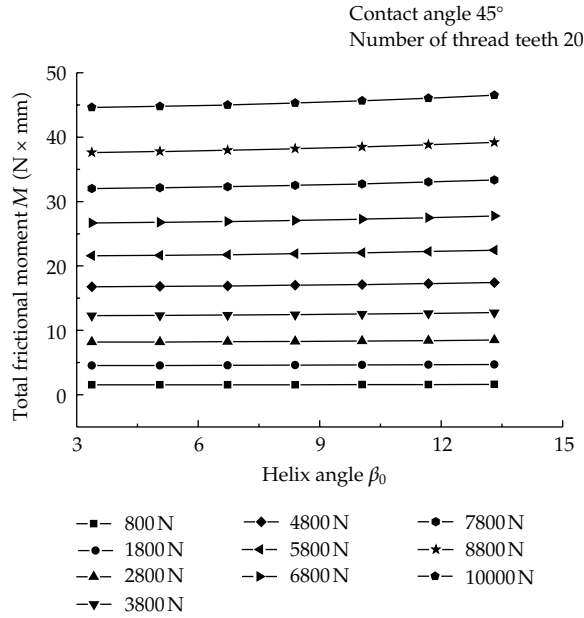 Contact angle 45°
Number of thread teeth 20
Total frictional moment M (N × mm)
50
40
30
20
10
0
3
6
9
12
15
Helix angle β₀
800 N
1800 N
2800 N
3800 N
4800 N
5800 N
6800 N
7800 N
8800 N
10000 N